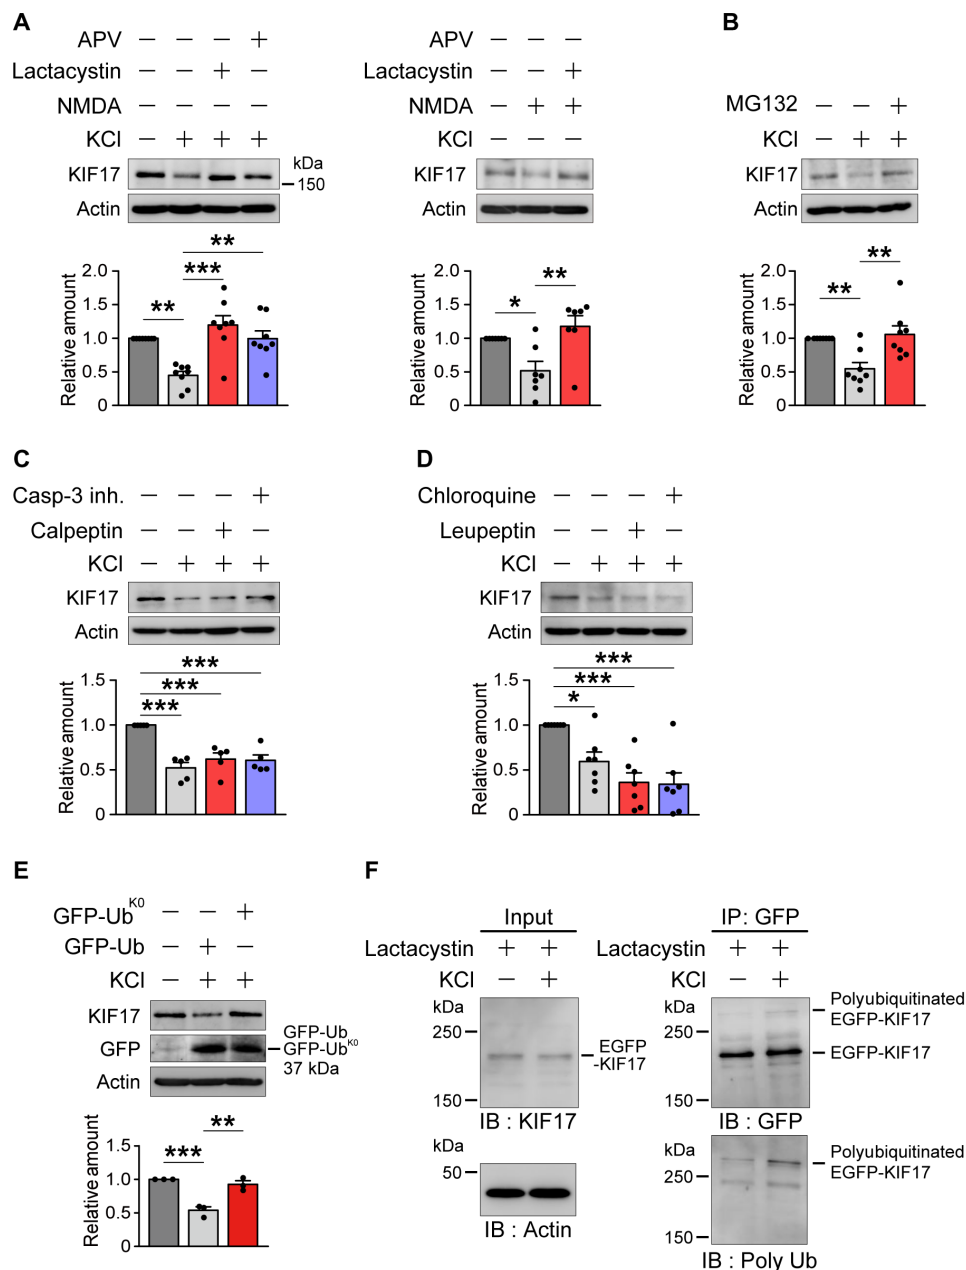 A
APV − − − +
Lactacystin − − + −
NMDA − − − −
KCl − + + +
KIF17
kDa
150
Actin
**
***
**
Relative amount
2.0
1.5
1.0
0.5
0
APV − − −
Lactacystin − − +
NMDA − + +
KCl − − −
KIF17
Actin
**
*
Relative amount
2.0
1.5
1.0
0.5
0
B
MG132 − − +
KCl − + +
KIF17
Actin
**
**
Relative amount
2.0
1.5
1.0
0.5
0
C
Casp-3 inh. − − − +
Calpeptin − − + −
KCl − + + +
KIF17
Actin
***
***
***
Relative amount
1.5
1.0
0.5
0
D
Chloroquine − − − +
Leupeptin − − + −
KCl − + + +
KIF17
Actin
***
***
*
Relative amount
1.5
1.0
0.5
0
E
GFP-Ub^K0 − − +
GFP-Ub − + −
KCl − + +
KIF17
GFP
GFP-Ub
GFP-Ub^K0
37 kDa
Actin
**
***
Relative amount
1.5
1.0
0.5
0
F
Input
Lactacystin + +
KCl − +
kDa
250
150
EGFP
-KIF17
IB : KIF17
kDa
50
IB : Actin
IP: GFP
Lactacystin + +
KCl − +
kDa
250
150
Polyubiquitinated
EGFP-KIF17
EGFP-KIF17
IB : GFP
kDa
250
150
Polyubiquitinated
EGFP-KIF17
IB : Poly Ub